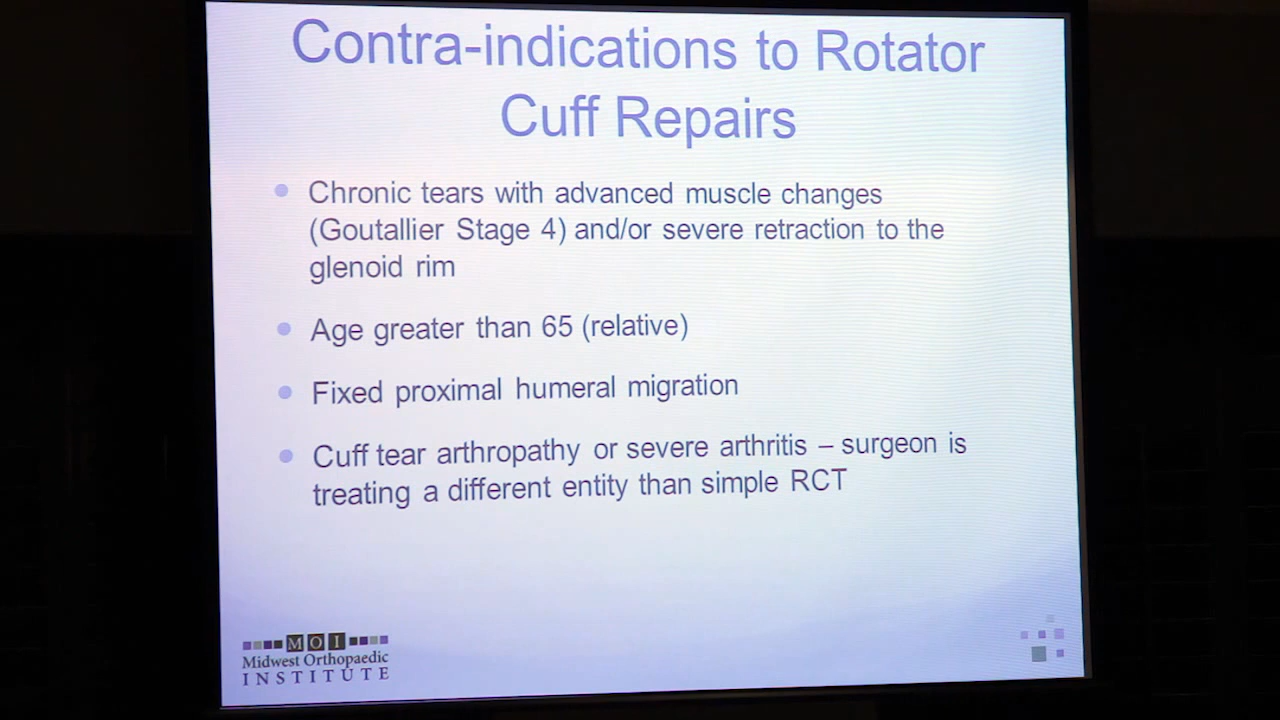 Contra-indications to Rotator
Cuff Repairs
Chronic tears with advanced muscle changes
(Goutallier Stage 4) and/or severe retraction to the
glenoid rim
Age greater than 65 (relative)
Fixed proximal humeral migration
Cuff tear arthropathy or severe arthritis – surgeon is
treating a different entity than simple RCT
MOI
Midwest Orthopaedic
INSTITUTE